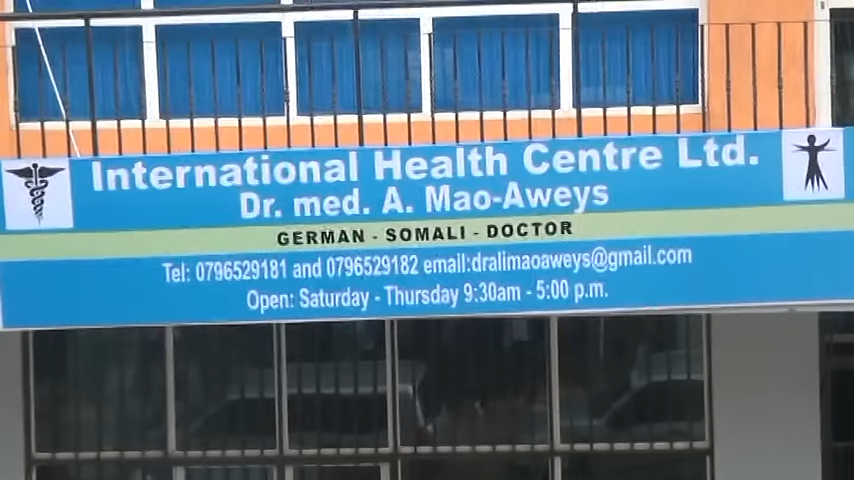 International Health Centre Ltd.
Dr. med. A. Mao-Aweys
GERMAN - SOMALI - DOCTOR
Tel: 0796529181 and 0796529182 email:dralimaoaweys@gmail.com
Open: Saturday - Thursday 9:30am - 5:00 p.m.